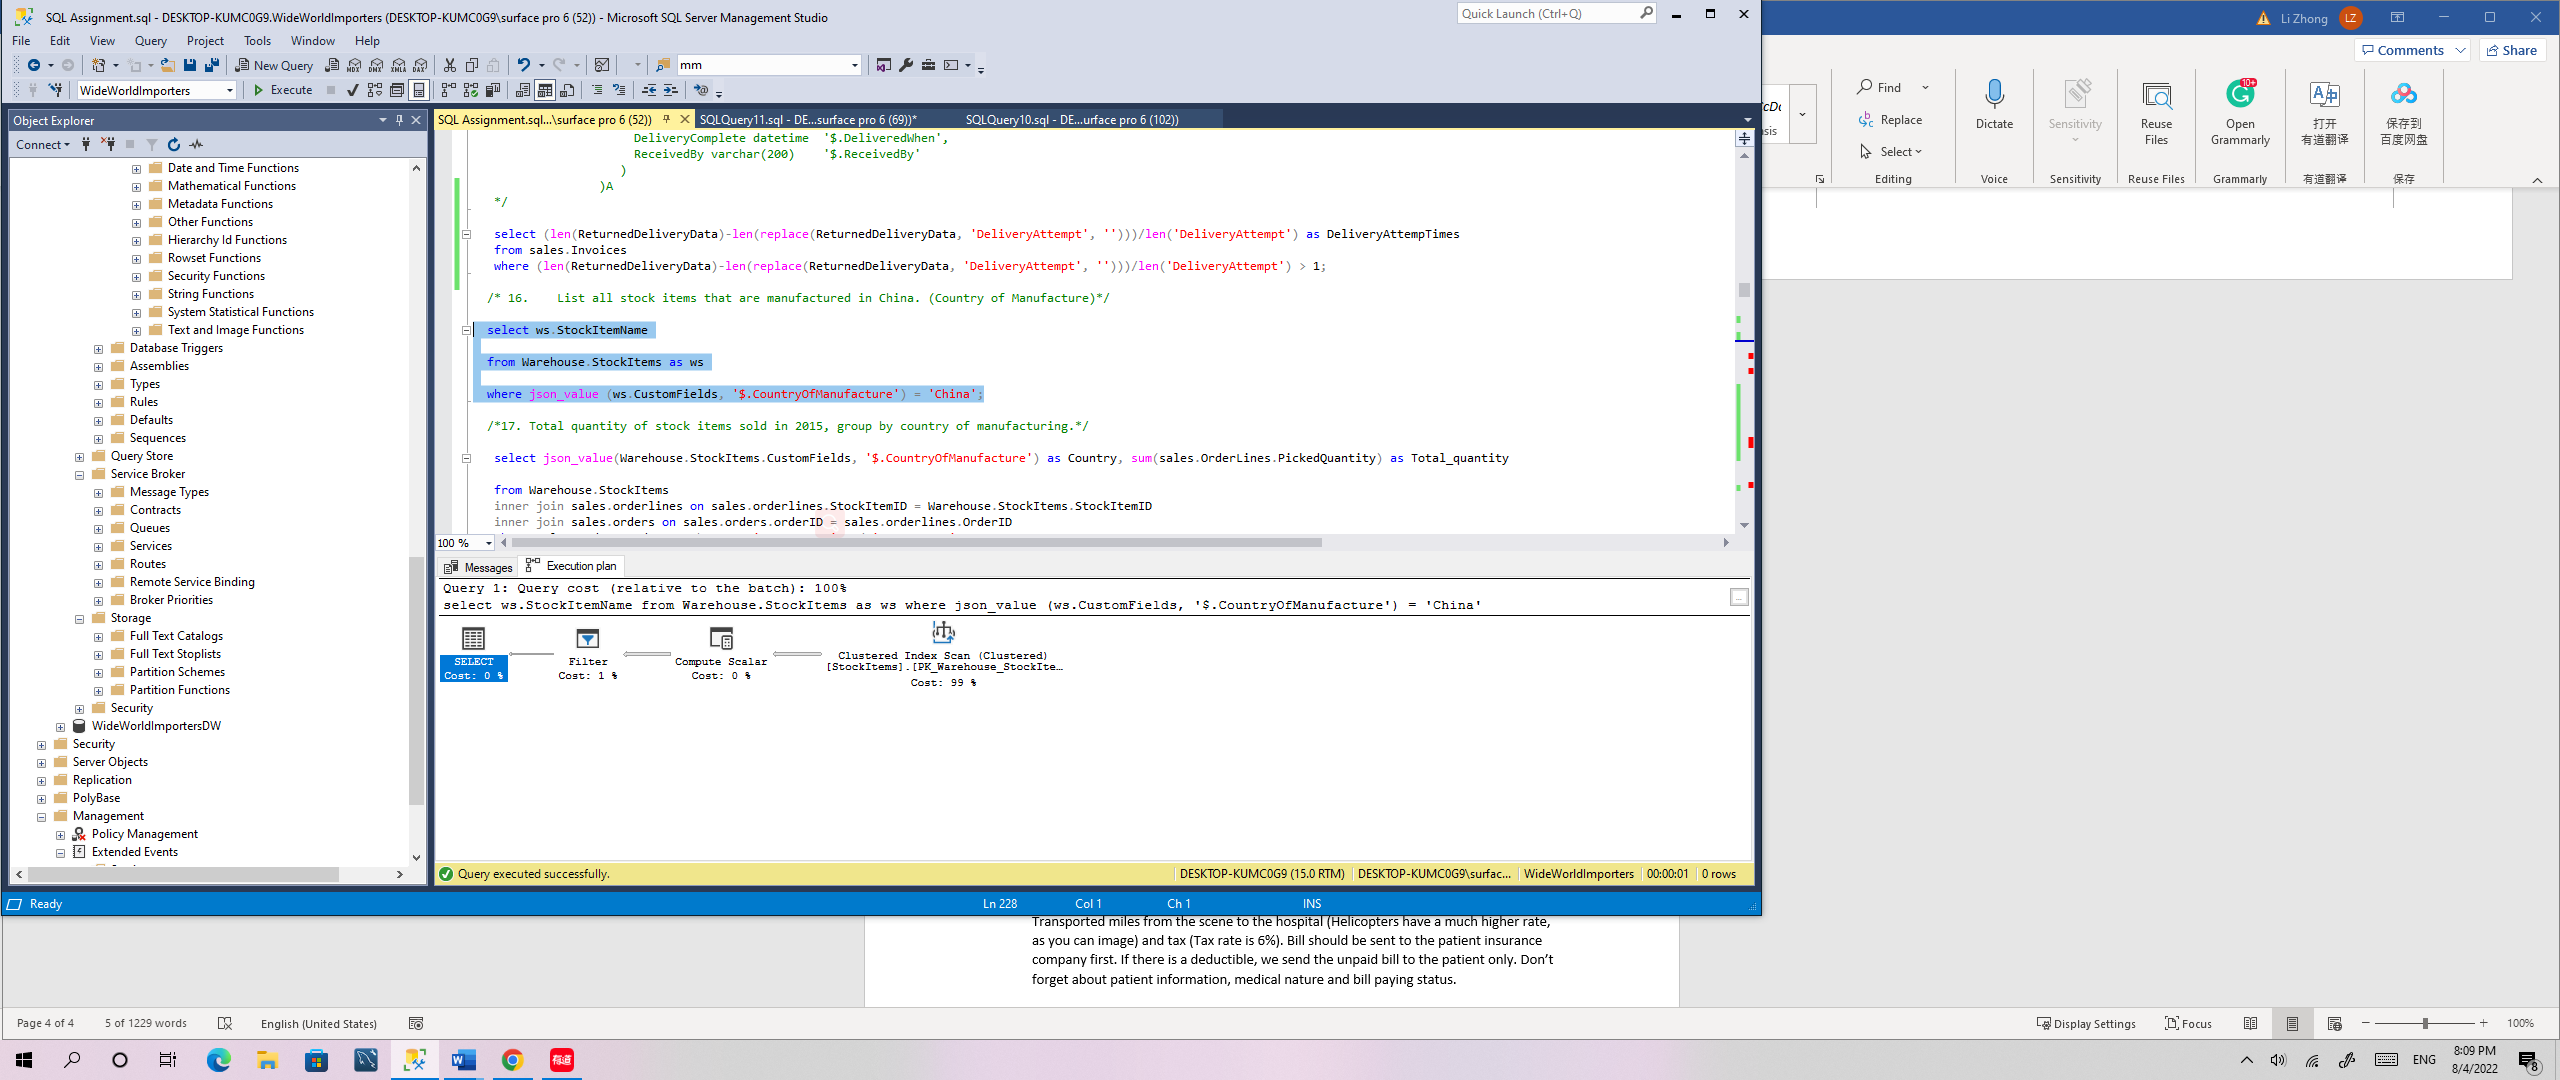 SQL Assignment.sql - DESKTOP-KUMC0G9.WideWorldImporters (DESKTOP-KUMC0G9\surface pro 6 (52)) - Microsoft SQL Server Management Studio
Quick Launch (Ctrl+Q)
Li Zhong
LZ
File Edit View Query Project Tools Window Help
Comments
Share
New Query
MDX DMX XMLA DAX
mm
WideWorldImporters
Execute
Find
Replace
Select
Editing
Dictate
Voice
Sensitivity
Sensitivity
Reuse
Files
Reuse Files
10+
Open
Grammarly
Grammarly
打开
有道翻译
有道翻译
保存到
百度网盘
保存
Object Explorer
Connect
Date and Time Functions
Mathematical Functions
Metadata Functions
Other Functions
Hierarchy Id Functions
Rowset Functions
Security Functions
String Functions
System Statistical Functions
Text and Image Functions
Database Triggers
Assemblies
Types
Rules
Defaults
Sequences
Query Store
Service Broker
Message Types
Contracts
Queues
Services
Routes
Remote Service Binding
Broker Priorities
Storage
Full Text Catalogs
Full Text Stoplists
Partition Schemes
Partition Functions
Security
WideWorldImportersDW
Security
Server Objects
Replication
PolyBase
Management
Policy Management
Extended Events
SQL Assignment.sql...\surface pro 6 (52))
SQLQuery11.sql - DE...surface pro 6 (69))*
SQLQuery10.sql - DE...urface pro 6 (102))
DeliveryComplete datetime '$.DeliveredWhen',
ReceivedBy varchar(200) '$.ReceivedBy'
)
)A
*/
select (len(ReturnedDeliveryData)-len(replace(ReturnedDeliveryData, 'DeliveryAttempt', '')))/len('DeliveryAttempt') as DeliveryAttempTimes
from sales.Invoices
where (len(ReturnedDeliveryData)-len(replace(ReturnedDeliveryData, 'DeliveryAttempt', '')))/len('DeliveryAttempt') > 1;
/* 16. List all stock items that are manufactured in China. (Country of Manufacture)*/
select ws.StockItemName
from Warehouse.StockItems as ws
where json_value (ws.CustomFields, '$.CountryOfManufacture') = 'China';
/*17. Total quantity of stock items sold in 2015, group by country of manufacturing.*/
select json_value(Warehouse.StockItems.CustomFields, '$.CountryOfManufacture') as Country, sum(sales.OrderLines.PickedQuantity) as Total_quantity
from Warehouse.StockItems
inner join sales.orderlines on sales.orderlines.StockItemID = Warehouse.StockItems.StockItemID
inner join sales.orders on sales.orders.orderID = sales.orderlines.OrderID
100 %
Messages
Execution plan
Query 1: Query cost (relative to the batch): 100%
select ws.StockItemName from Warehouse.StockItems as ws where json_value (ws.CustomFields, '$.CountryOfManufacture') = 'China'
SELECT
Cost: 0 %
Filter
Cost: 1 %
Compute Scalar
Cost: 0 %
Clustered Index Scan (Clustered)
[StockItems].[PK_Warehouse_StockIte…
Cost: 99 %
Query executed successfully.
DESKTOP-KUMC0G9 (15.0 RTM)
DESKTOP-KUMC0G9\surfac...
WideWorldImporters
00:00:01
0 rows
Ready
Ln 228
Col 1
Ch 1
INS
Transported miles from the scene to the hospital (Helicopters have a much higher rate,
as you can image) and tax (Tax rate is 6%). Bill should be sent to the patient insurance
company first. If there is a deductible, we send the unpaid bill to the patient only. Don't
forget about patient information, medical nature and bill paying status.
Page 4 of 4
5 of 1229 words
English (United States)
Display Settings
Focus
100%
有道
ENG
8:09 PM
8/4/2022
8